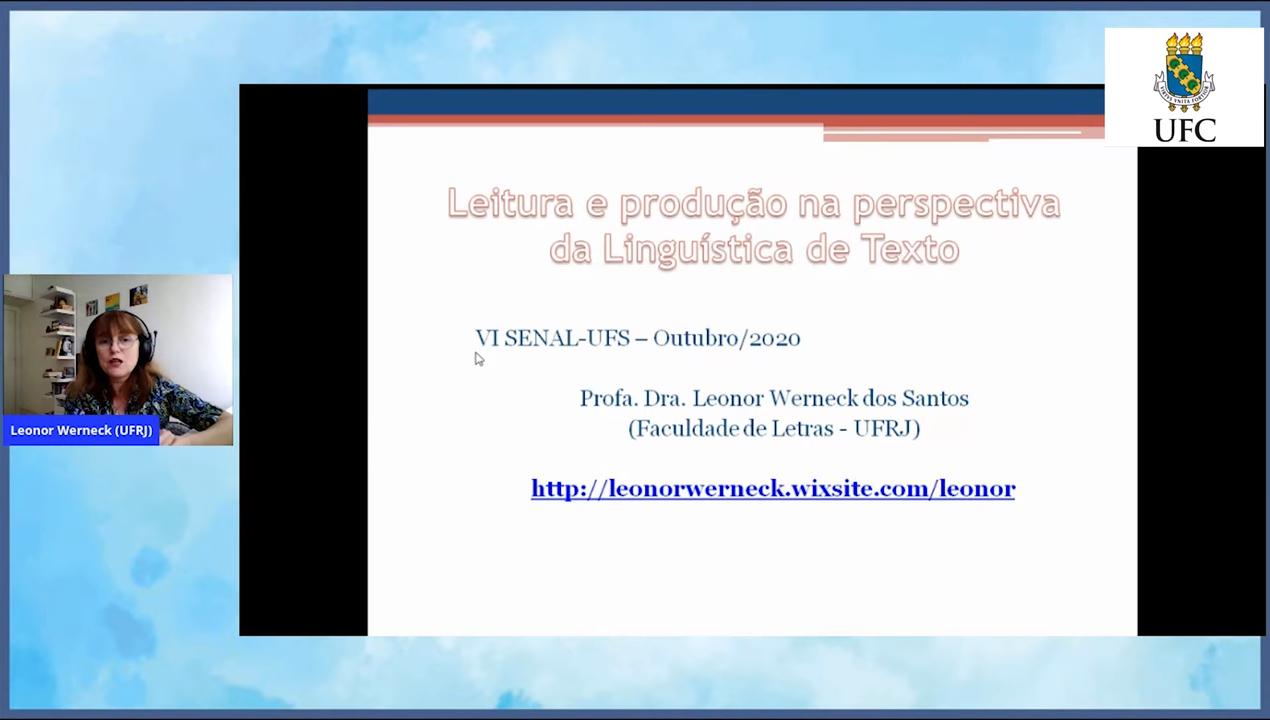 UFC
Leitura e produção na perspectiva
da Linguística de Texto
VI SENAL-UFS – Outubro/2020
Profa. Dra. Leonor Werneck dos Santos
(Faculdade de Letras - UFRJ)
http://leonorwerneck.wixsite.com/leonor
Leonor Werneck (UFRJ)